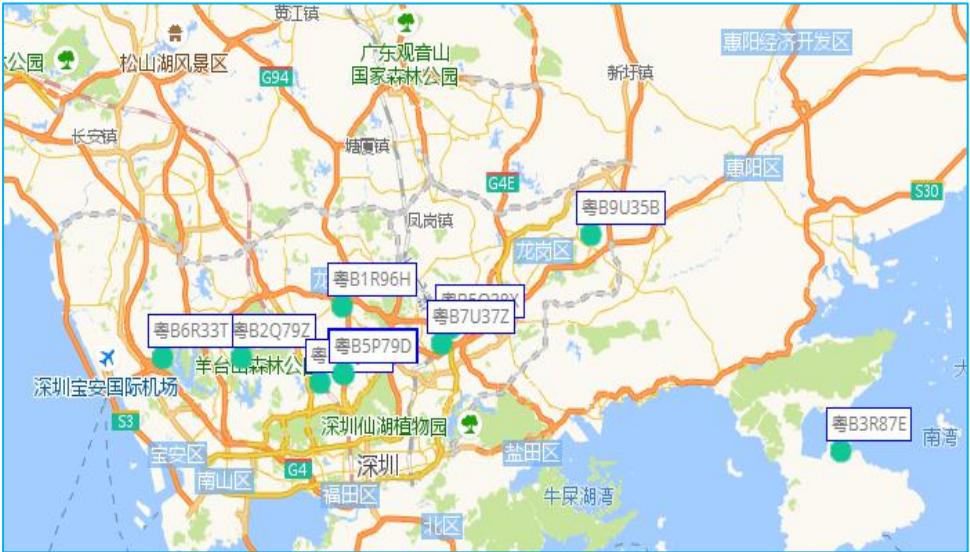 黄江镇
松山湖风景区
广东观音山
国家森林公园
惠阳经济开发区
公园
G94
新圩镇
长安镇
塘厦镇
惠阳区
G4E
S30
粤B9U35B
凤岗镇
龙岗区
龙
粤B1R96H
粤B7U37Z
粤B6R33T
粤B2Q79Z
粤B5P79D
羊台山森林公
深圳宝安国际机场
S3
深圳仙湖植物园
粤B3R87E
南湾
宝安区
盐田区
G4
深圳
南山区
福田区
牛屎湖湾
北区